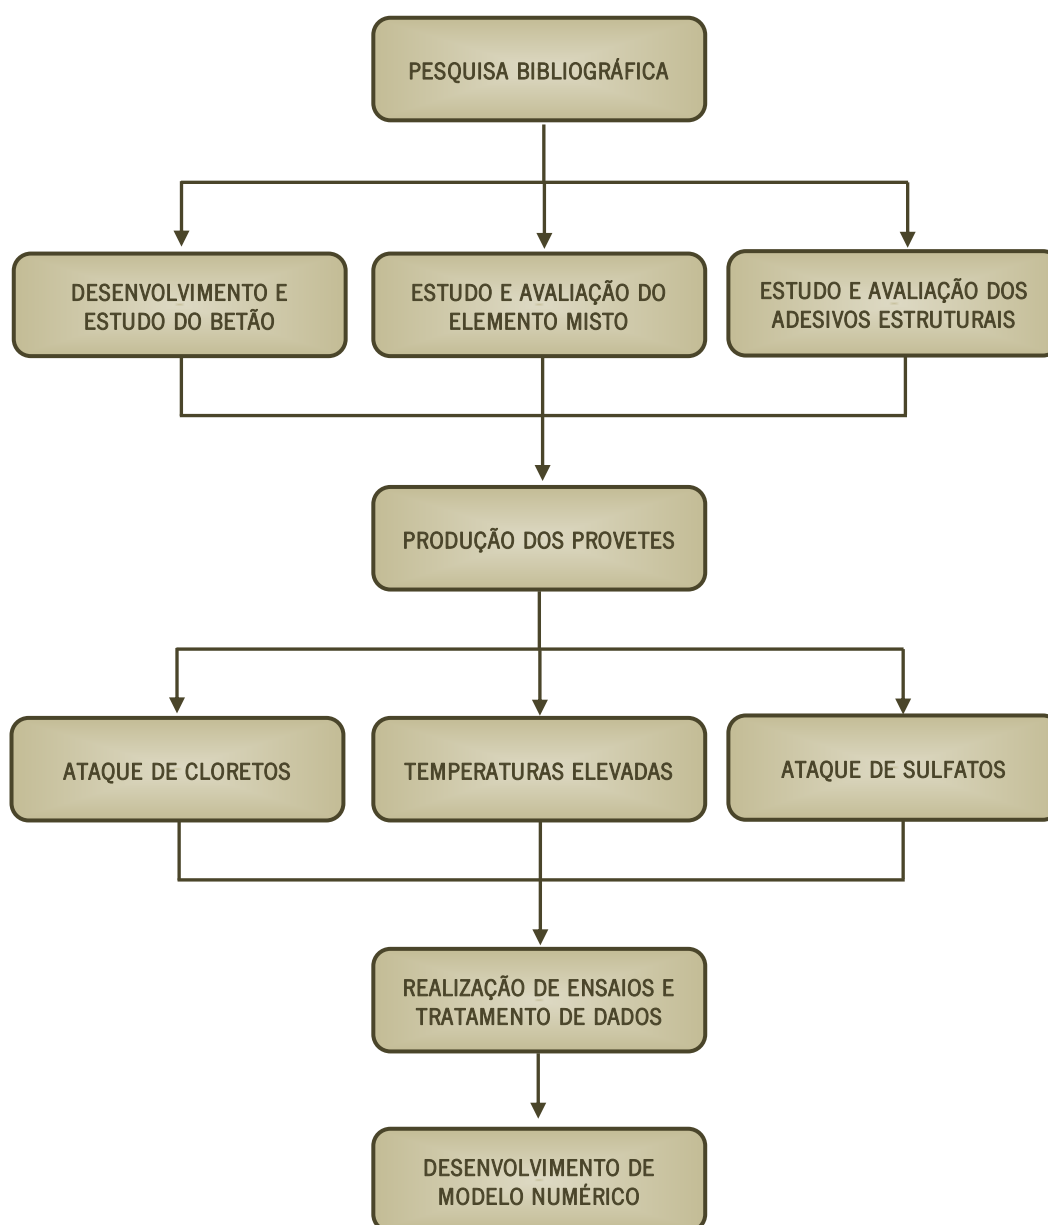 PESQUISA BIBLIOGRÁFICA
DESENVOLVIMENTO E
ESTUDO DO BETÃO
ESTUDO E AVALIAÇÃO DO
ELEMENTO MISTO
ESTUDO E AVALIAÇÃO DOS
ADESIVOS ESTRUTURAIS
PRODUÇÃO DOS PROVETES
ATAQUE DE CLORETOS
TEMPERATURAS ELEVADAS
ATAQUE DE SULFATOS
REALIZAÇÃO DE ENSAIOS E
TRATAMENTO DE DADOS
DESENVOLVIMENTO DE
MODELO NUMÉRICO